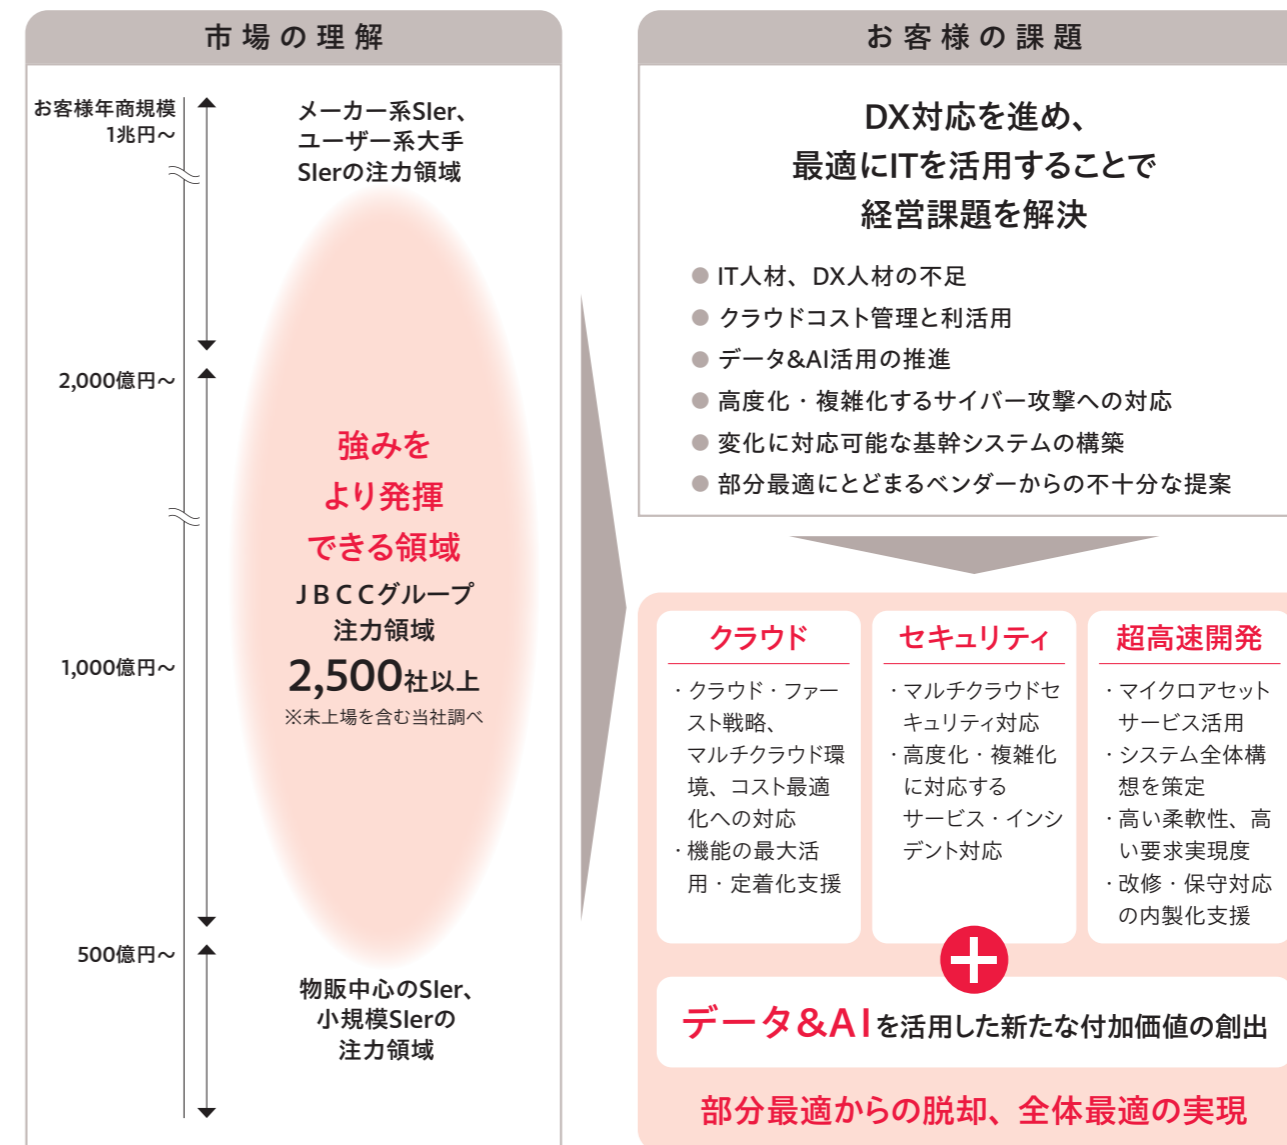 市場の理解
お客様年商規模
1兆円～
メーカー系SIer、
ユーザー系大手
SIerの注力領域
2,000億円～
強みを
より発揮
できる領域
JBCCグループ
注力領域
1,000億円～
2,500社以上
※未上場を含む当社調べ
500億円～
物販中心のSIer、
小規模SIerの
注力領域
お客様の課題
DX対応を進め、
最適にITを活用することで
経営課題を解決
● IT人材、DX人材の不足
● クラウドコスト管理と利活用
● データ&AI活用の推進
● 高度化・複雑化するサイバー攻撃への対応
● 変化に対応可能な基幹システムの構築
● 部分最適にとどまるベンダーからの不十分な提案
クラウド
・クラウド・ファー
スト戦略、
マルチクラウド環
境、コスト最適
化への対応
・機能の最大活
用・定着化支援
セキュリティ
・マルチクラウドセ
キュリティ対応
・高度化・複雑化
に対応する
サービス・インシ
デント対応
超高速開発
・マイクロアセット
サービス活用
・システム全体構
想を策定
・高い柔軟性、高
い要求実現度
・改修・保守対応
の内製化支援
+
データ&AIを活用した新たな付加価値の創出
部分最適からの脱却、全体最適の実現